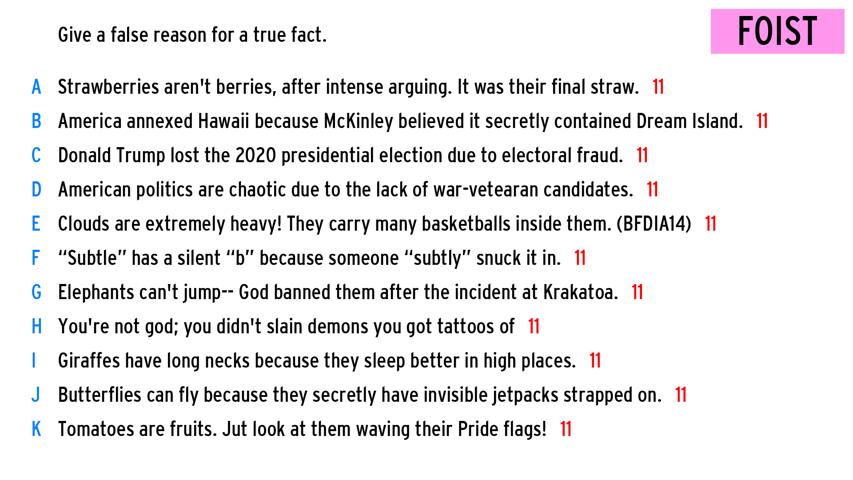 Give a false reason for a true fact.
FOIST
A Strawberries aren't berries, after intense arguing. It was their final straw. 11
B America annexed Hawaii because McKinley believed it secretly contained Dream Island. 11
C Donald Trump lost the 2020 presidential election due to electoral fraud. 11
D American politics are chaotic due to the lack of war-vetearan candidates. 11
E Clouds are extremely heavy! They carry many basketballs inside them. (BFDIA14) 11
F “Subtle” has a silent “b” because someone “subtly” snuck it in. 11
G Elephants can't jump-- God banned them after the incident at Krakatoa. 11
H You're not god; you didn't slain demons you got tattoos of 11
I Giraffes have long necks because they sleep better in high places. 11
J Butterflies can fly because they secretly have invisible jetpacks strapped on. 11
K Tomatoes are fruits. Jut look at them waving their Pride flags! 11